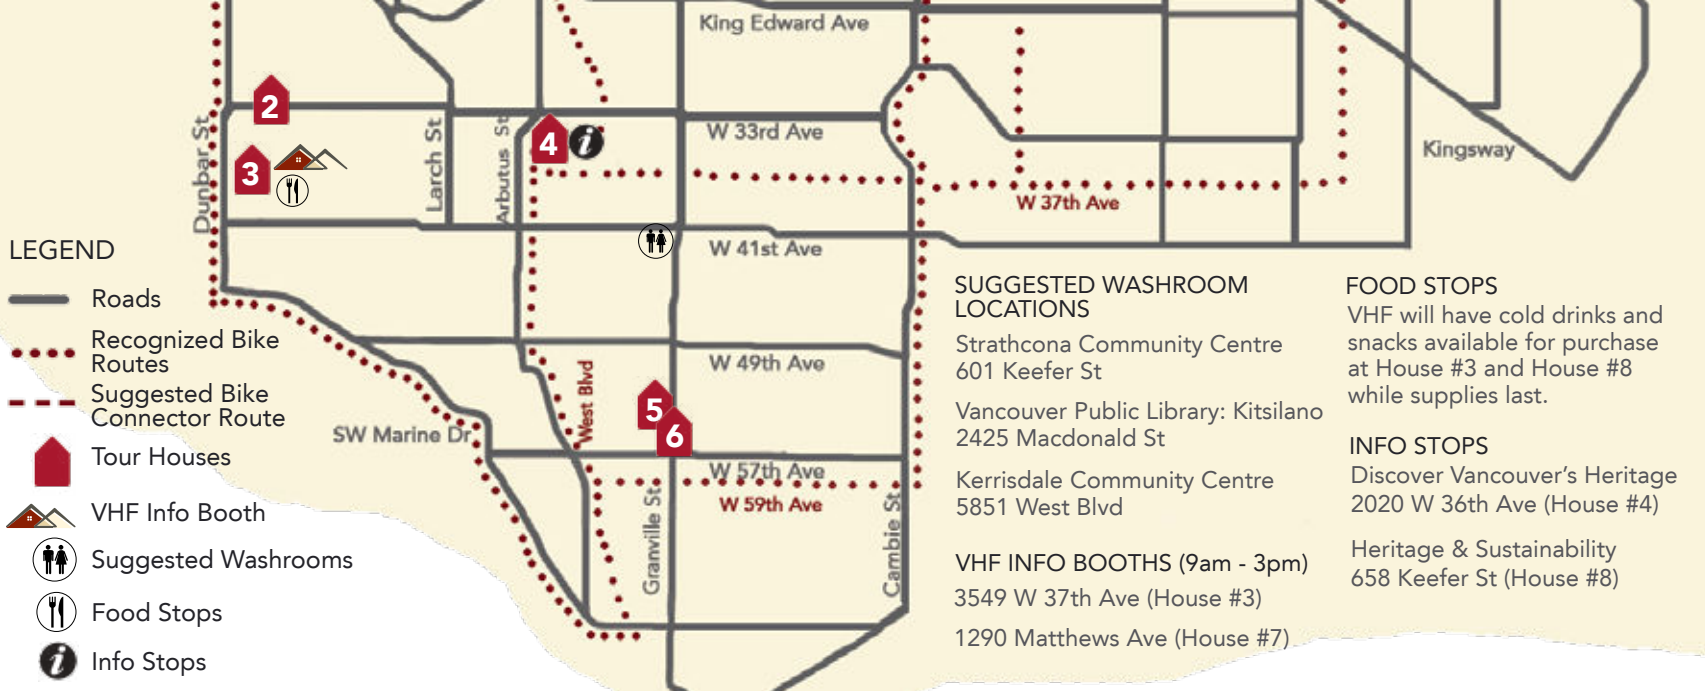 King Edward Ave
2
W 33rd Ave
4
i
3
Dunbar St
Larch St
Arbutus St
Kingsway
W 37th Ave
W 41st Ave
W 49th Ave
West Blvd
5
6
SW Marine Dr
W 57th Ave
W 59th Ave
Granville St
Cambie St
LEGEND
Roads
Recognized Bike
Routes
Suggested Bike
Connector Route
Tour Houses
VHF Info Booth
Suggested Washrooms
Food Stops
i
Info Stops
SUGGESTED WASHROOM
LOCATIONS
Strathcona Community Centre
601 Keefer St
Vancouver Public Library: Kitsilano
2425 Macdonald St
Kerrisdale Community Centre
5851 West Blvd
VHF INFO BOOTHS (9am - 3pm)
3549 W 37th Ave (House #3)
1290 Matthews Ave (House #7)
FOOD STOPS
VHF will have cold drinks and
snacks available for purchase
at House #3 and House #8
while supplies last.
INFO STOPS
Discover Vancouver’s Heritage
2020 W 36th Ave (House #4)
Heritage & Sustainability
658 Keefer St (House #8)